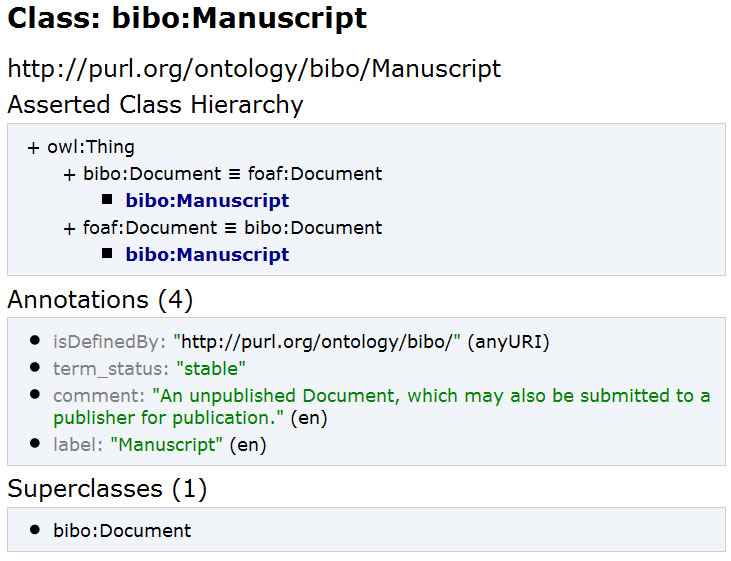 Class: bibo:Manuscript
http://purl.org/ontology/bibo/Manuscript
Asserted Class Hierarchy
+ owl:Thing
+ bibo:Document ≡ foaf:Document
bibo:Manuscript
+ foaf:Document ≡ bibo:Document
bibo:Manuscript
Annotations (4)
isDefinedBy: "http://purl.org/ontology/bibo/" (anyURI)
term_status: "stable"
comment: "An unpublished Document, which may also be submitted to a
publisher for publication." (en)
label: "Manuscript" (en)
Superclasses (1)
bibo:Document